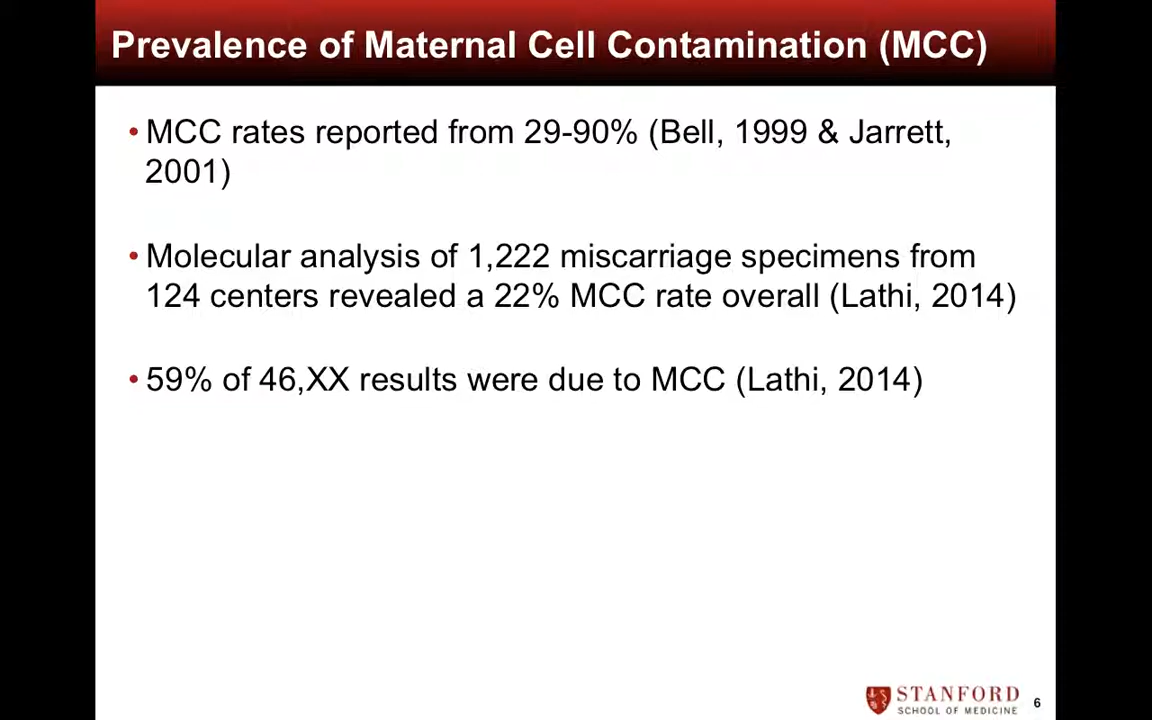 Prevalence of Maternal Cell Contamination (MCC)
• MCC rates reported from 29-90% (Bell, 1999 & Jarrett,
2001)
• Molecular analysis of 1,222 miscarriage specimens from
124 centers revealed a 22% MCC rate overall (Lathi, 2014)
• 59% of 46,XX results were due to MCC (Lathi, 2014)
STANFORD
SCHOOL OF MEDICINE
6